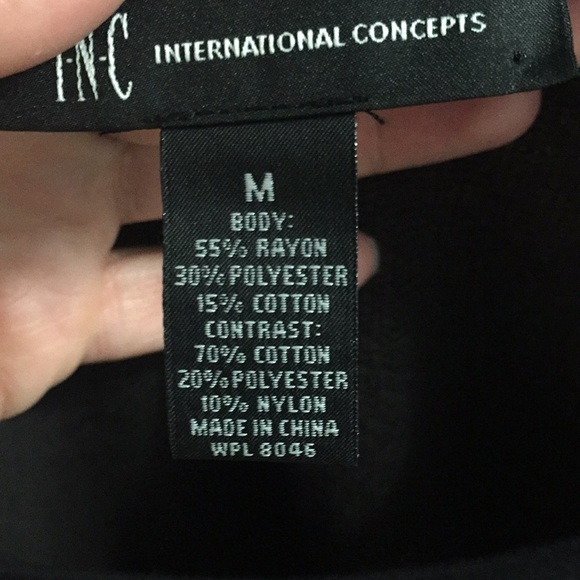 I·N·C INTERNATIONAL CONCEPTS
M
BODY:
55% RAYON
30% POLYESTER
15% COTTON
CONTRAST:
70% COTTON
20% POLYESTER
10% NYLON
MADE IN CHINA
WPL 8046